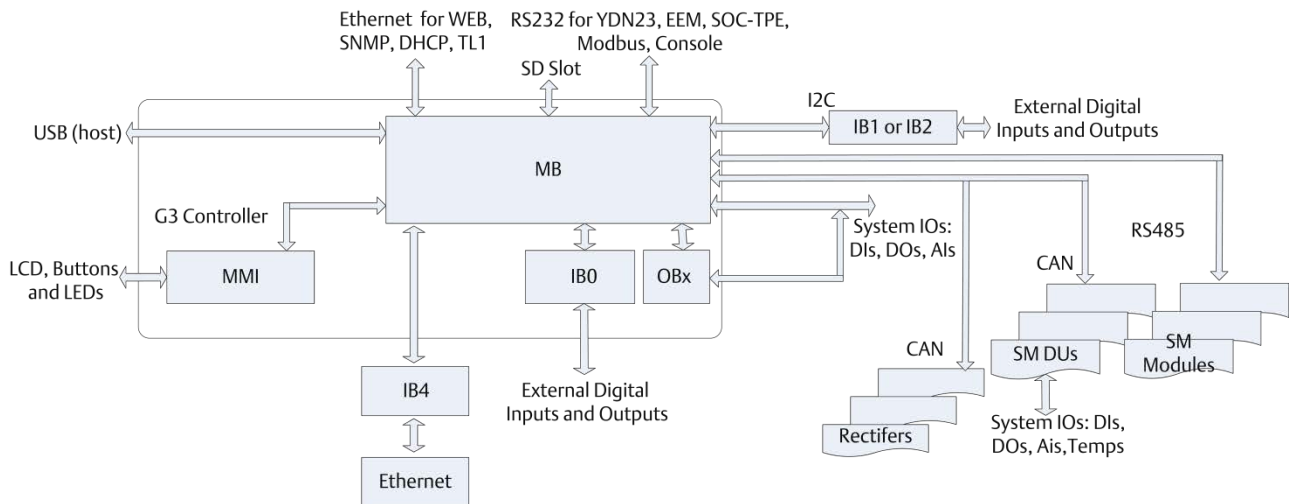 Ethernet for WEB,
SNMP, DHCP, TL1
RS232 for YDN23, EEM, SOC-TPE,
Modbus, Console
SD Slot
I2C
USB (host)
MB
IB1 or IB2
External Digital
Inputs and Outputs
G3 Controller
System IOs:
DIs, DOs, AIs
RS485
LCD, Buttons
and LEDs
MMI
IB0
OBx
CAN
CAN
SM DUs
SM
Modules
IB4
External Digital
Inputs and Outputs
Rectifers
System IOs: DIs,
DOs, Ais,Temps
Ethernet